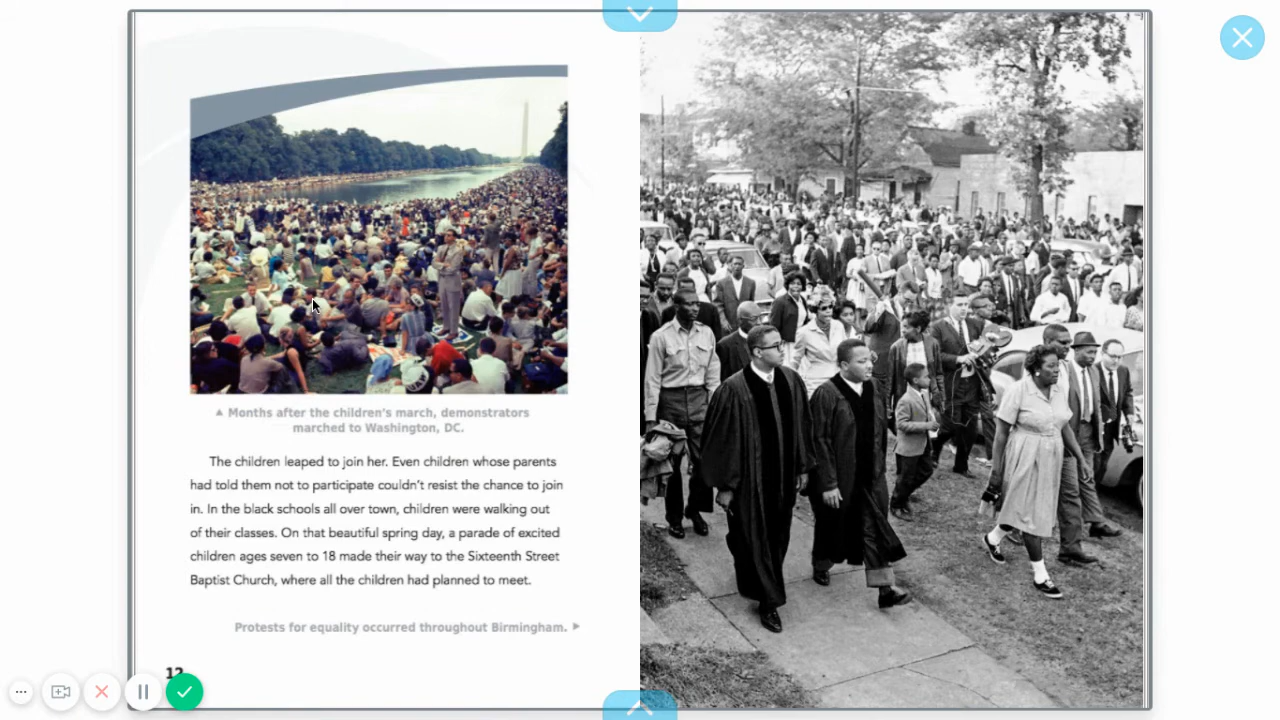 ▲ Months after the children's march, demonstrators
marched to Washington, DC.
The children leaped to join her. Even children whose parents
had told them not to participate couldn't resist the chance to join
in. In the black schools all over town, children were walking out
of their classes. On that beautiful spring day, a parade of excited
children ages seven to 18 made their way to the Sixteenth Street
Baptist Church, where all the children had planned to meet.
Protests for equality occurred throughout Birmingham. ▶
12